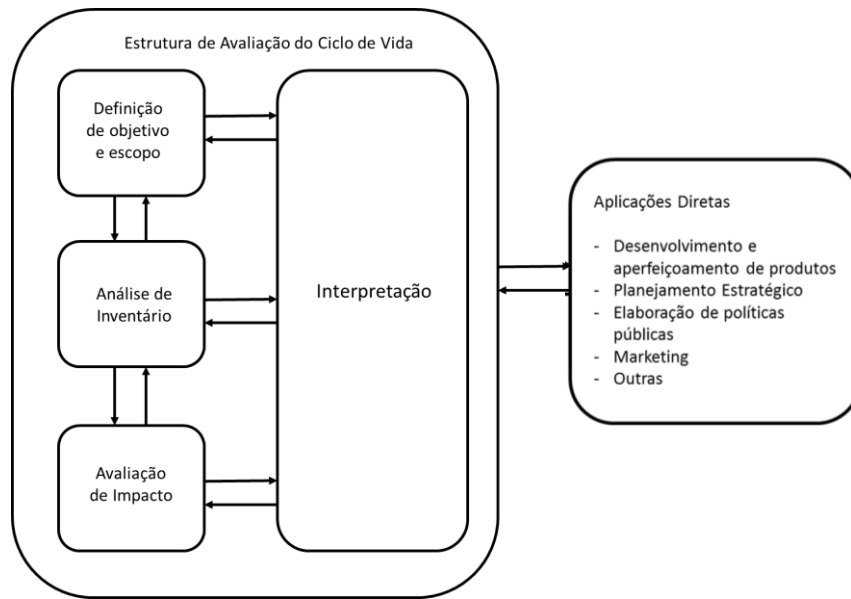 Estrutura de Avaliação do Ciclo de Vida
Definição
de objetivo
e escopo
Análise de
Inventário
Avaliação
de Impacto
Interpretação
Aplicações Diretas
- Desenvolvimento e
aperfeiçoamento de produtos
- Planejamento Estratégico
- Elaboração de políticas
públicas
- Marketing
- Outras